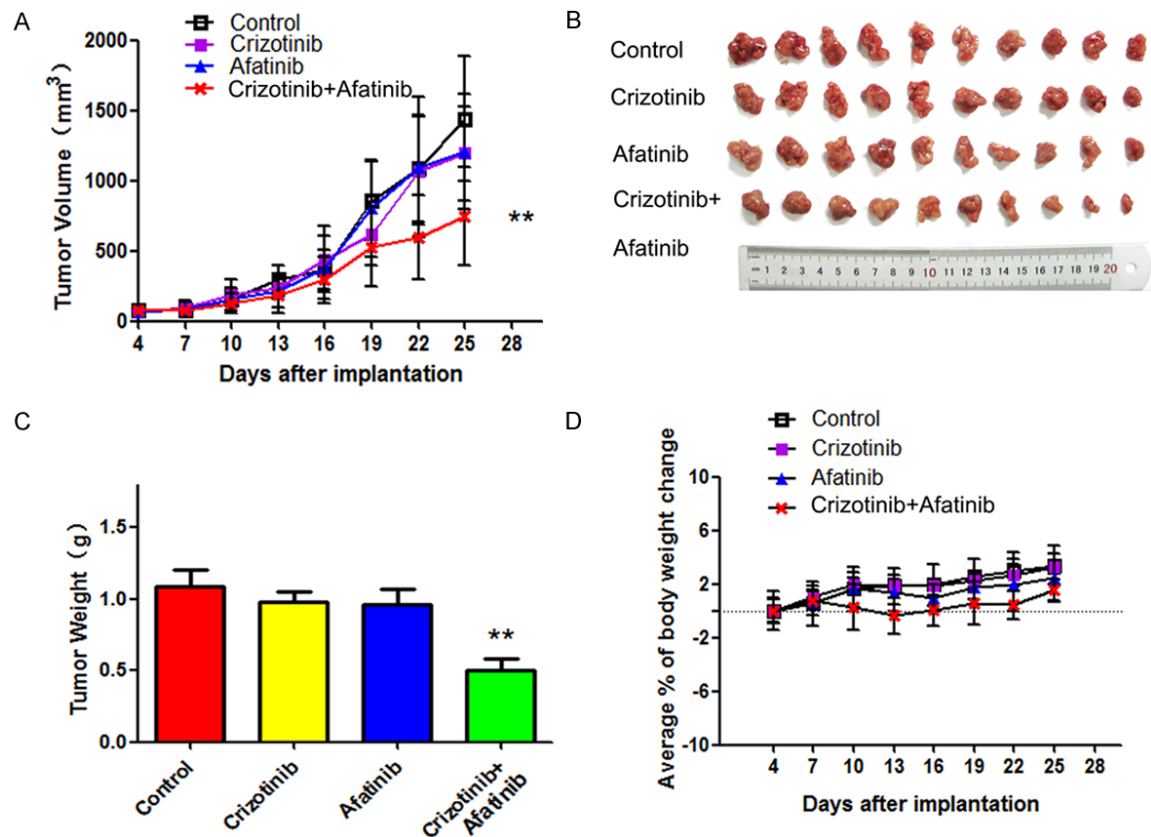 A
Control
Crizotinib
Afatinib
Crizotinib+Afatinib
Tumor Volume (mm³)
2000
1500
1000
500
0
**
4 7 10 13 16 19 22 25 28
Days after implantation
B
Control
Crizotinib
Afatinib
Crizotinib+
Afatinib
1 2 3 4 5 6 7 8 9 10 11 12 13 14 15 16 17 18 19 20
C
Tumor Weight (g)
1.5
1.0
0.5
0.0
**
Control
Crizotinib
Afatinib
Crizotinib+
Afatinib
D
Control
Crizotinib
Afatinib
Crizotinib+Afatinib
Average % of body weight change
10
6
2
-2
-6
-10
4 7 10 13 16 19 22 25 28
Days after implantation